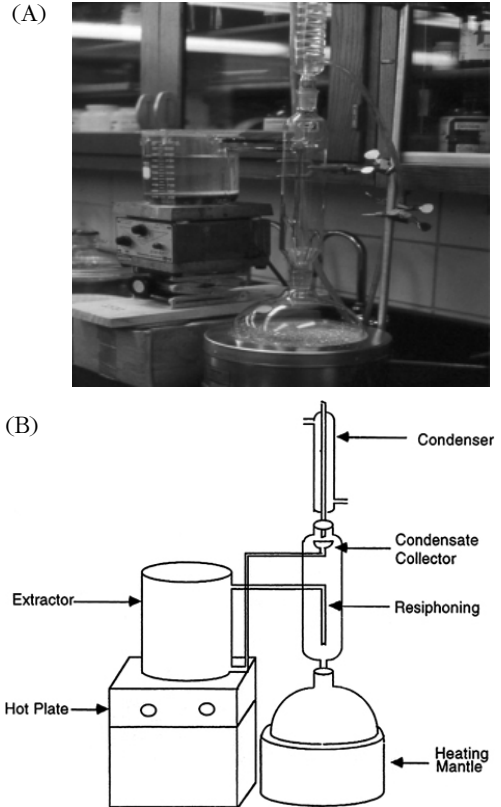 (A)
(B)
Condenser
Condensate
Collector
Extractor
Resiphoning
Hot Plate
Heating
Mantle